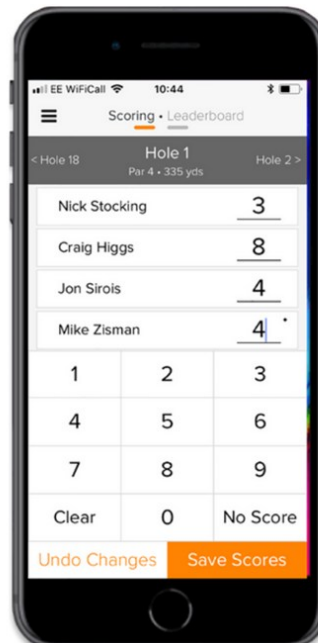 EE WiFiCall 10:44
Scoring • Leaderboard
< Hole 18 Hole 1 Hole 2 >
Par 4 • 335 yds
Nick Stocking 3
Craig Higgs 8
Jon Sirois 4
Mike Zisman 4 •
1 2 3
4 5 6
7 8 9
Clear 0 No Score
Undo Changes Save Scores